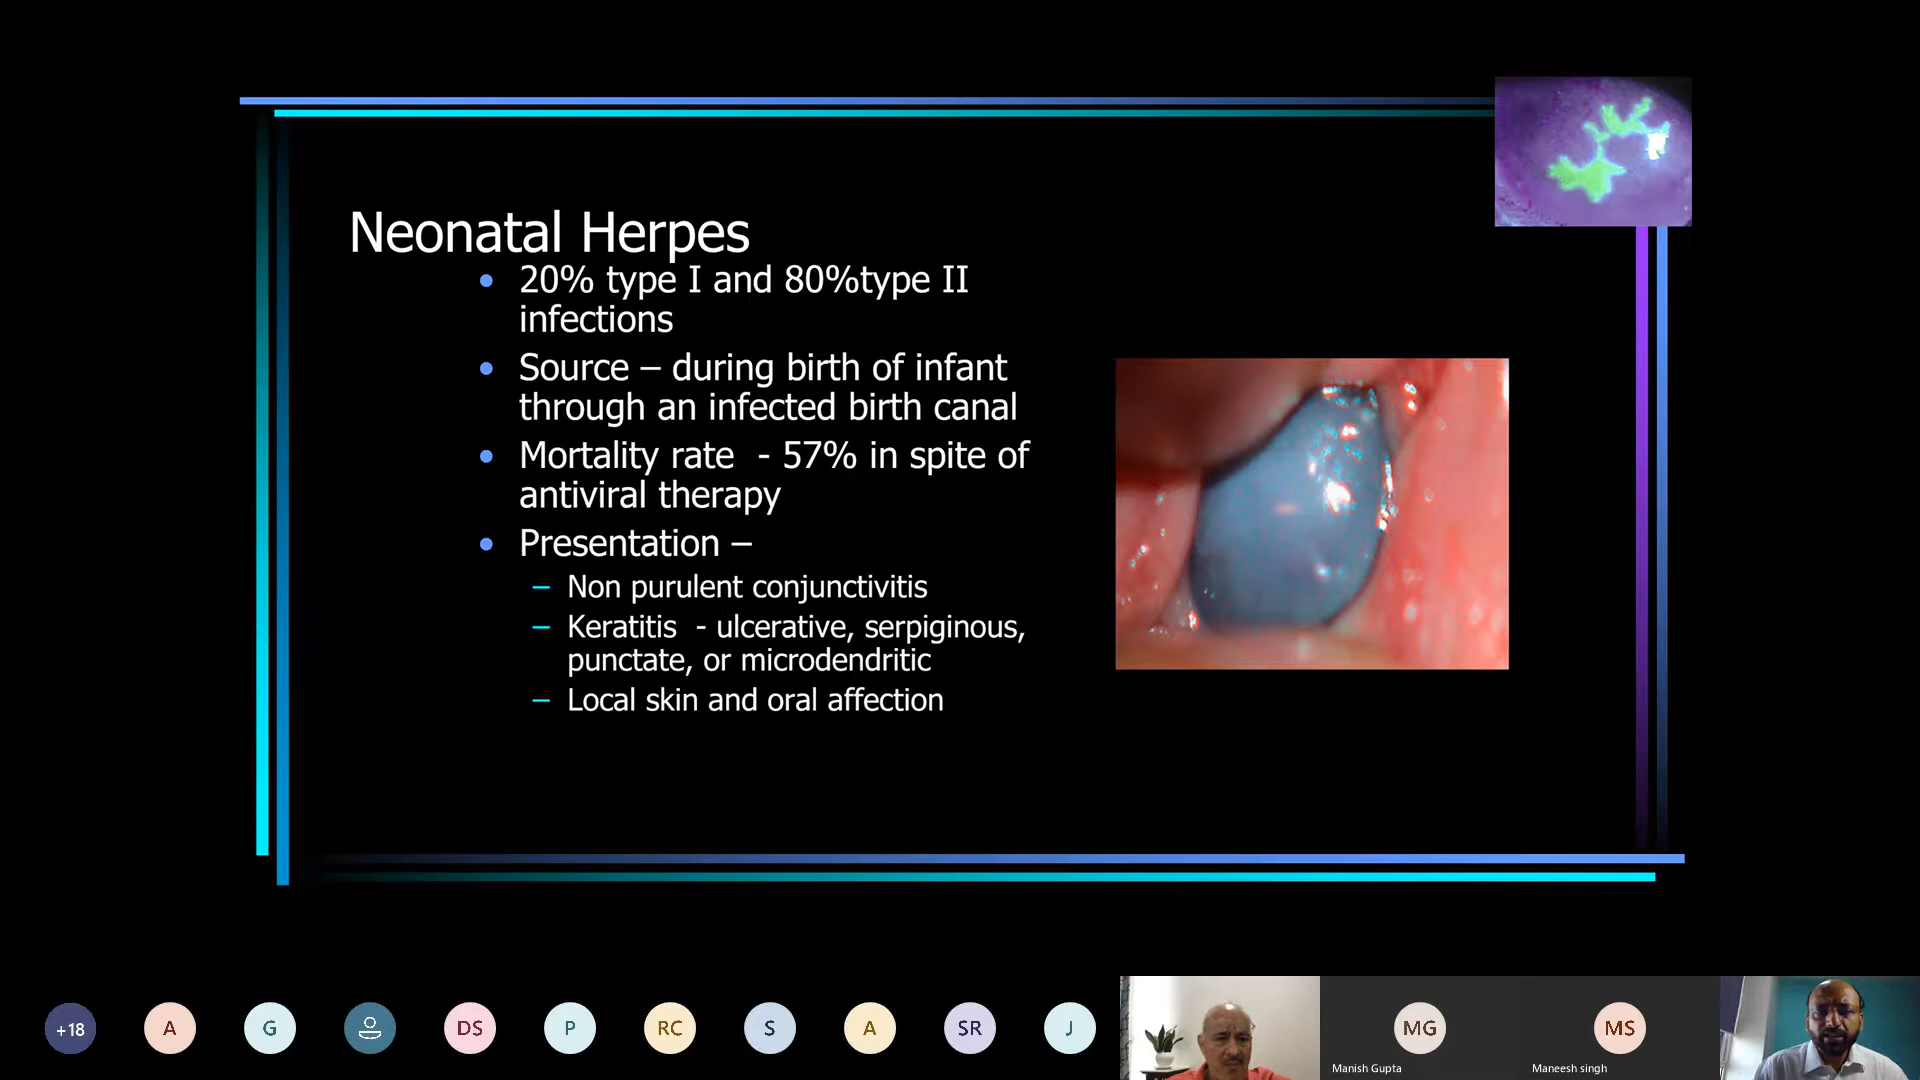 Neonatal Herpes
• 20% type I and 80%type II
infections
• Source – during birth of infant
through an infected birth canal
• Mortality rate - 57% in spite of
antiviral therapy
• Presentation –
– Non purulent conjunctivitis
– Keratitis - ulcerative, serpiginous,
punctate, or microdendritic
– Local skin and oral affection
+18
A
G
DS
P
RC
S
A
SR
J
MG
Manish Gupta
MS
Maneesh singh